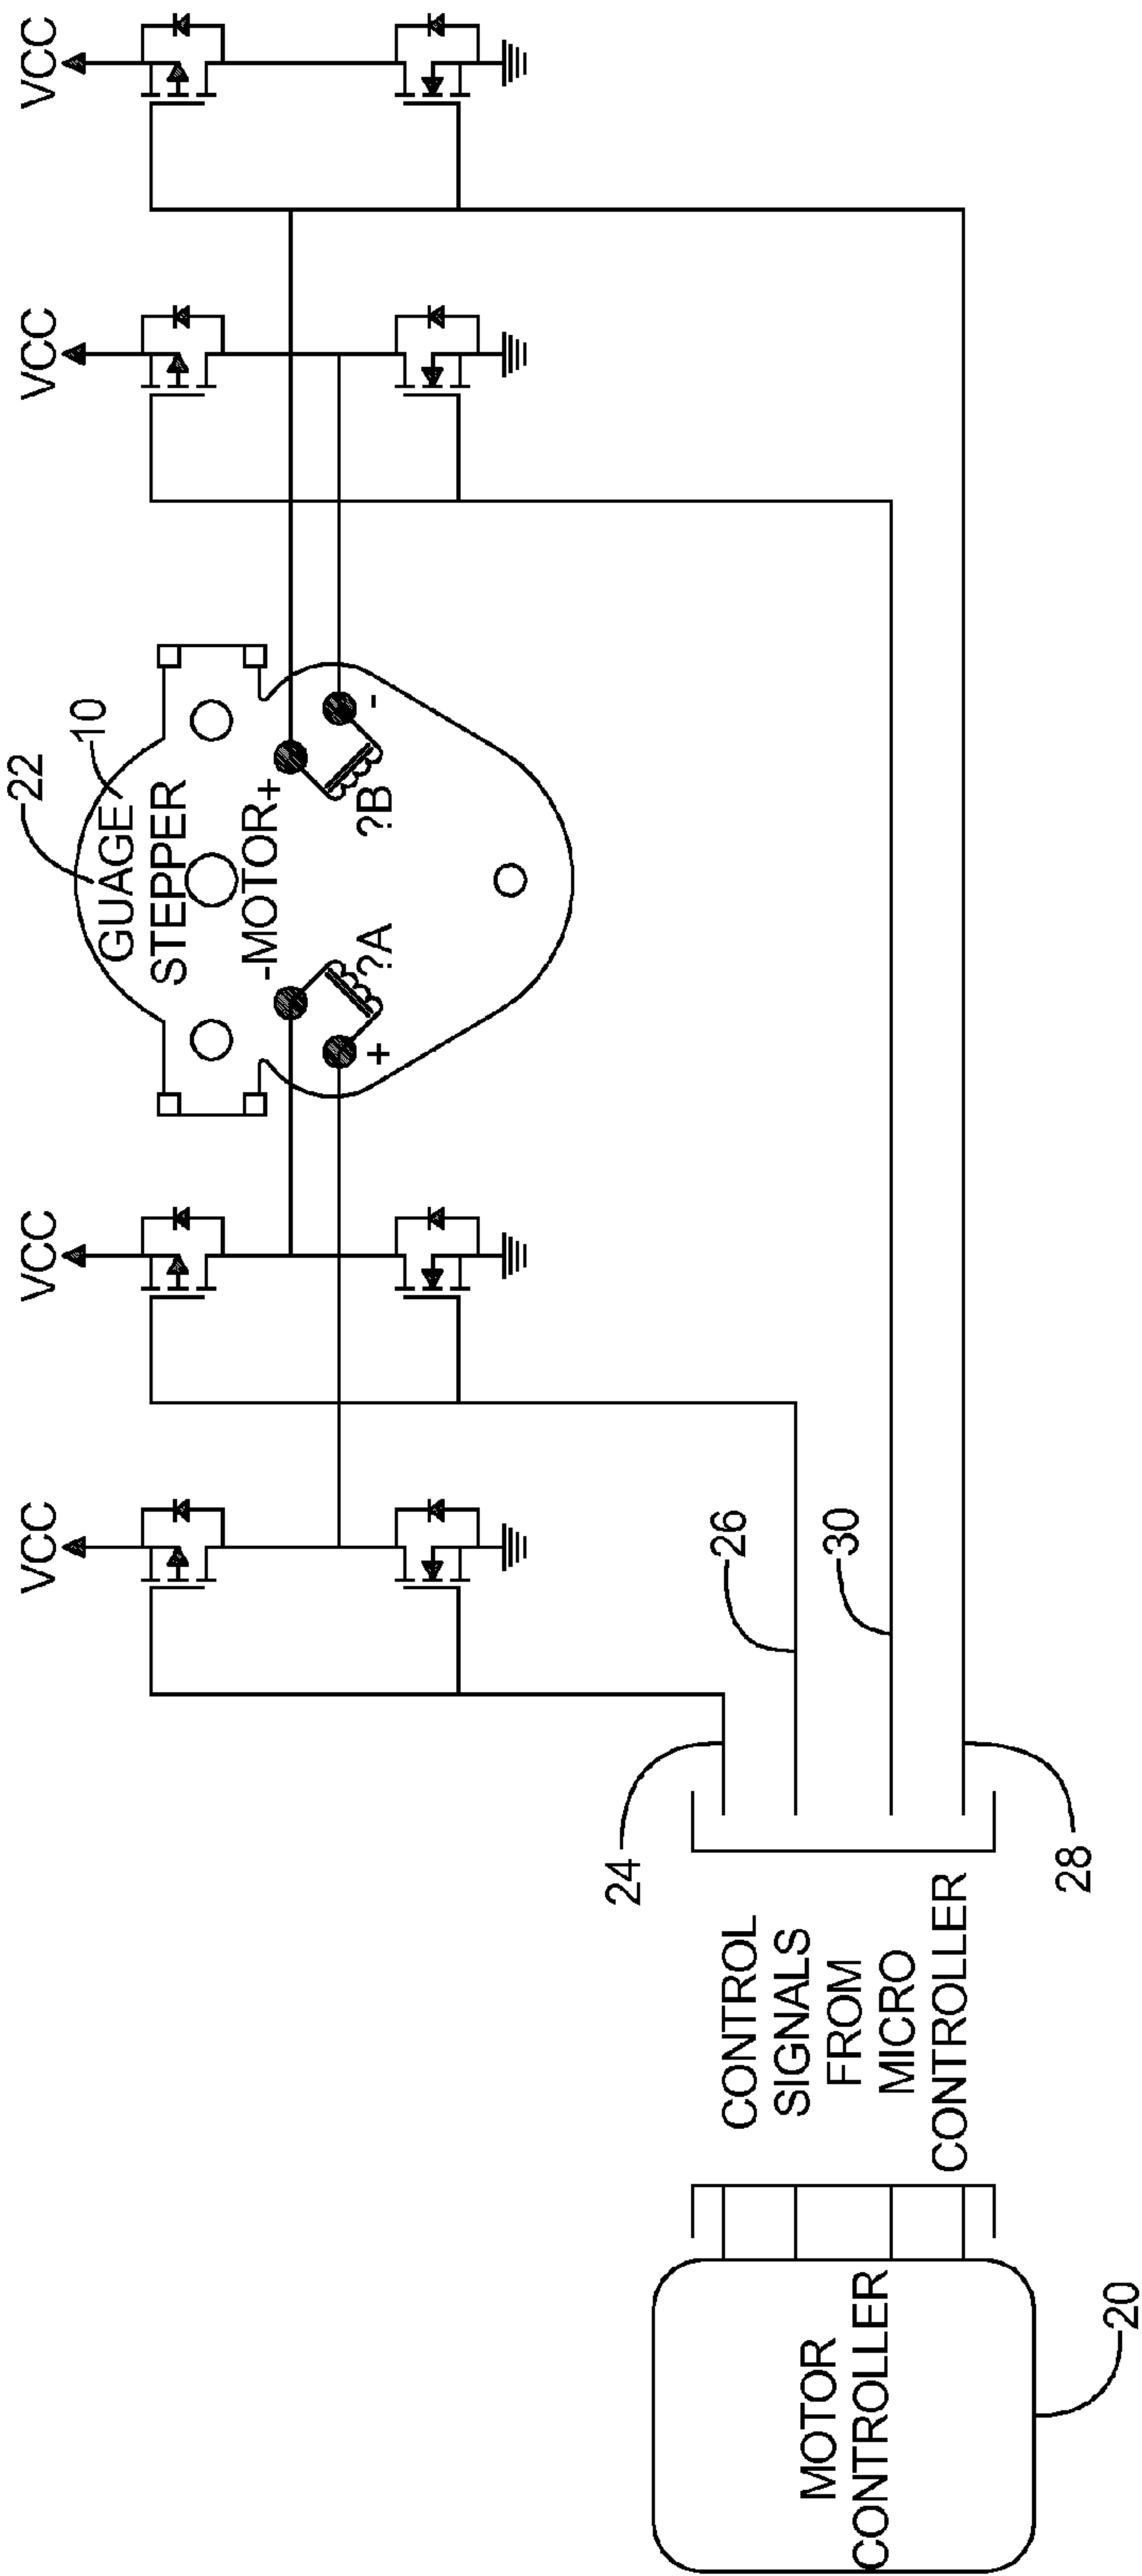 VCC
VCC
VCC
VCC
22
10
GUAGE
STEPPER
-MOTOR+
?A
?B
+
-
24
26
30
28
CONTROL
SIGNALS
FROM
MICRO
CONTROLLER
MOTOR
CONTROLLER
20